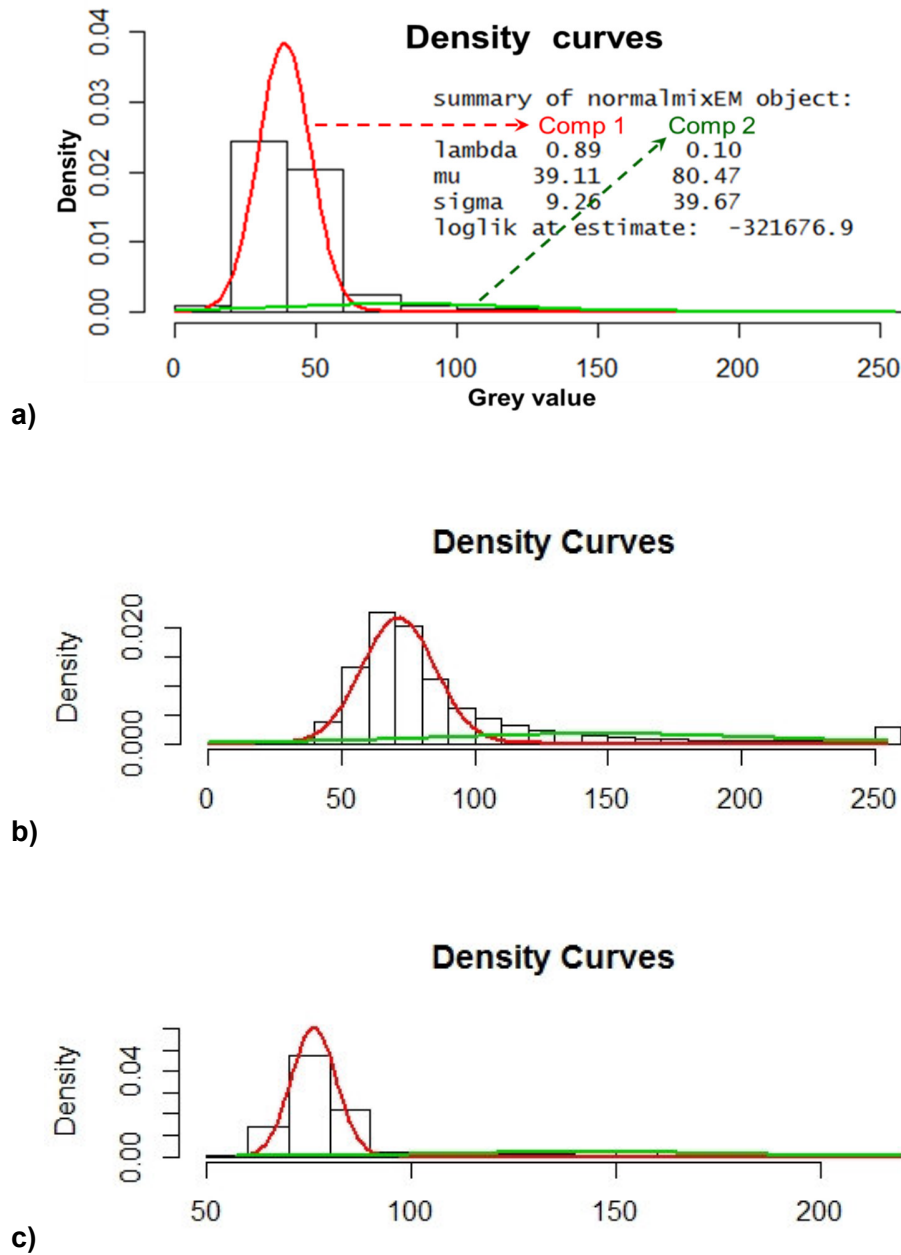 Density curves
0.04
0.03
0.02
0.01
0.00
Density
summary of normalmixEM object:
Comp 1 Comp 2
lambda 0.89 0.10
mu 39.11 80.47
sigma 9.26 39.67
loglik at estimate: -321676.9
0 50 100 150 200 250
Grey value
a)
Density Curves
0.020
0.000
Density
0 50 100 150 200 250
b)
Density Curves
0.04
0.00
Density
50 100 150 200
c)